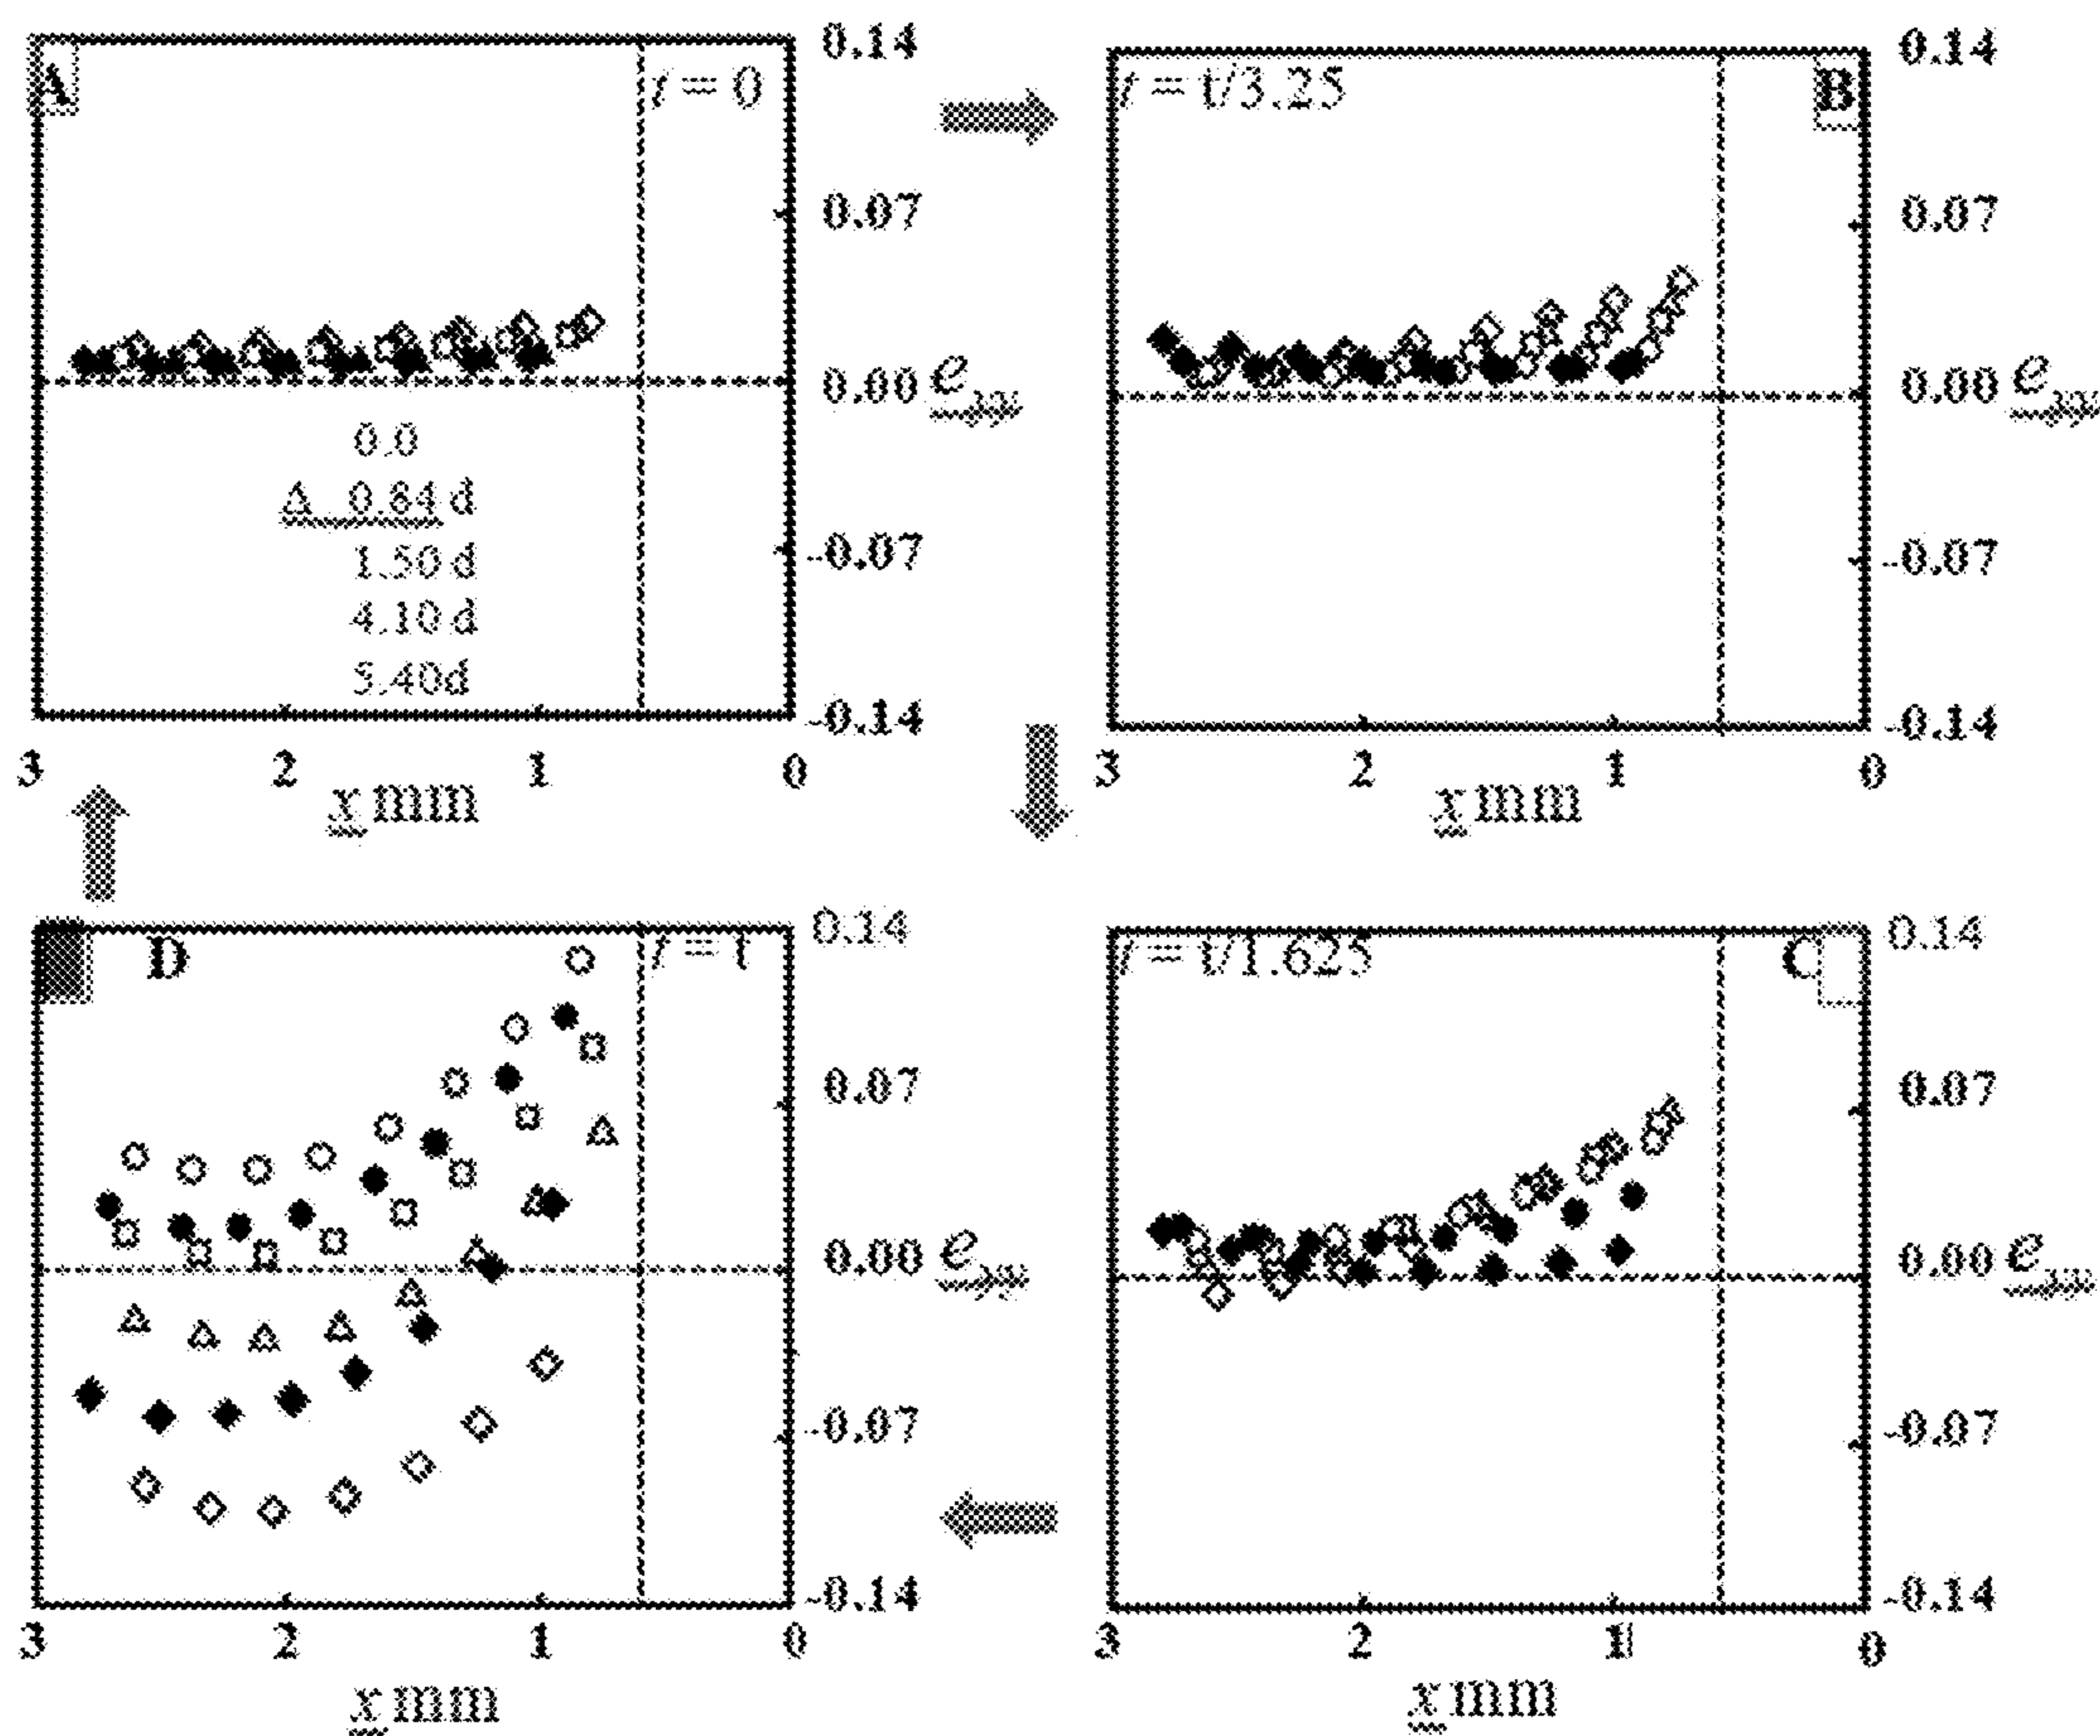 A
t = 0
0.14
0.07
0.00 e
-0.07
-0.14
0.0
Δ 0.84 d
1.50 d
4.10 d
5.40d
3 2 1 0
x mm
t = t/3.25
B
0.14
0.07
0.00 e
-0.07
-0.14
3 2 1 0
x mm
D
t = t
0.14
0.07
0.00 e
-0.07
-0.14
3 2 1 0
x mm
t = t/1.625
C
0.14
0.07
0.00 e
-0.07
-0.14
3 2 1 0
x mm